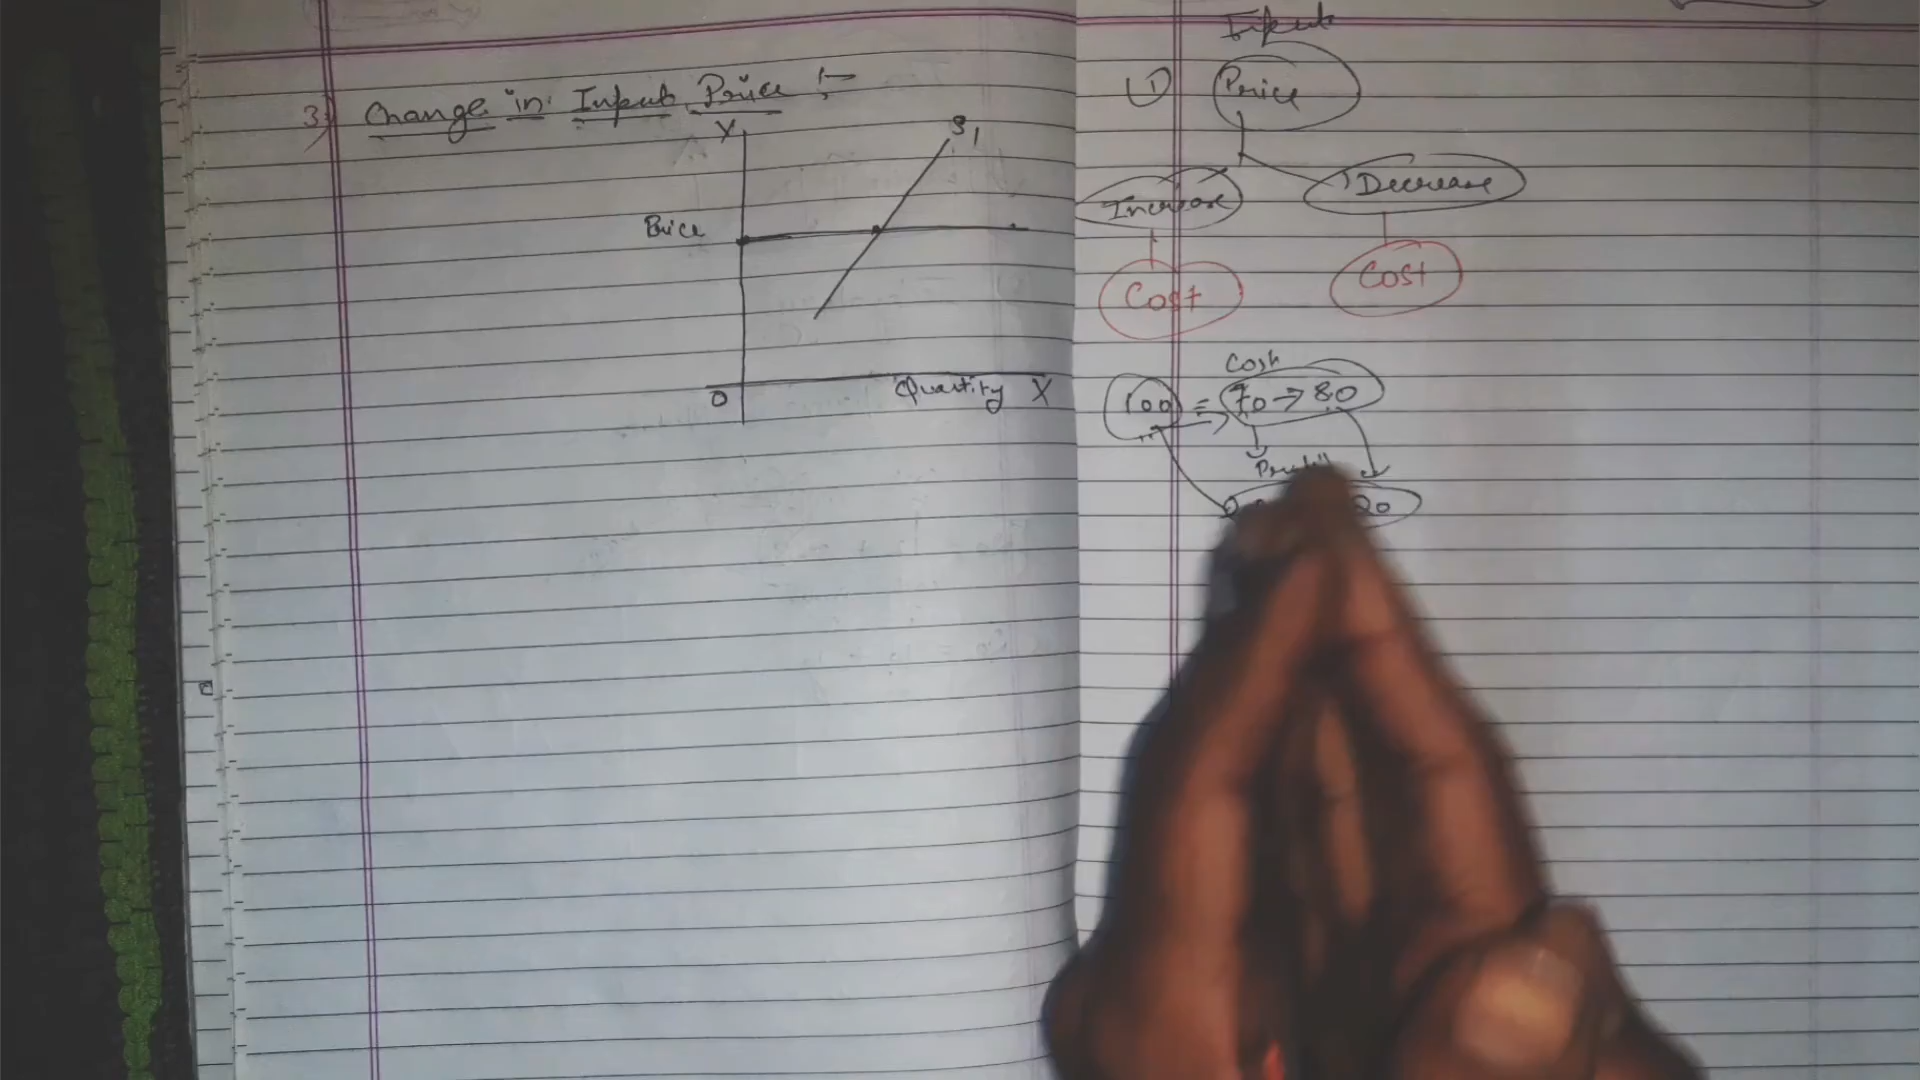 3) Change in Input Price :-
Y
S1
Price
O
Quantity X
Input
① Price
Increase
Decrease
Cost
Cost
Cost
100 = 70 → 80
20